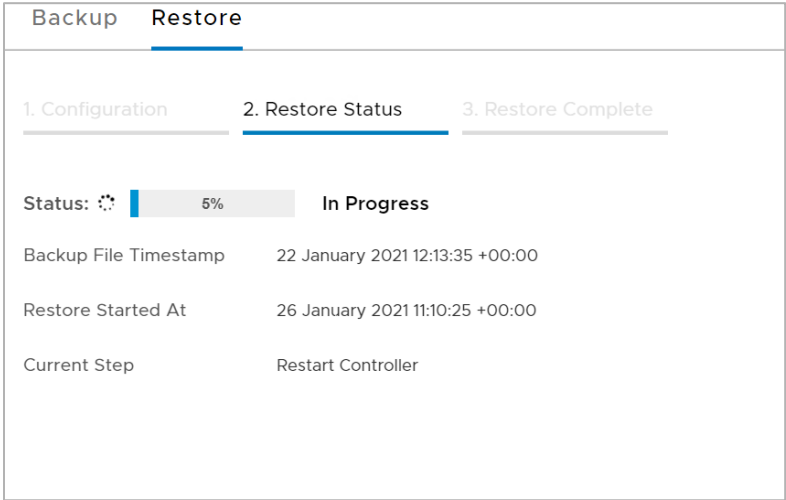 Backup Restore
1. Configuration 2. Restore Status 3. Restore Complete
Status: 5% In Progress
Backup File Timestamp 22 January 2021 12:13:35 +00:00
Restore Started At 26 January 2021 11:10:25 +00:00
Current Step Restart Controller